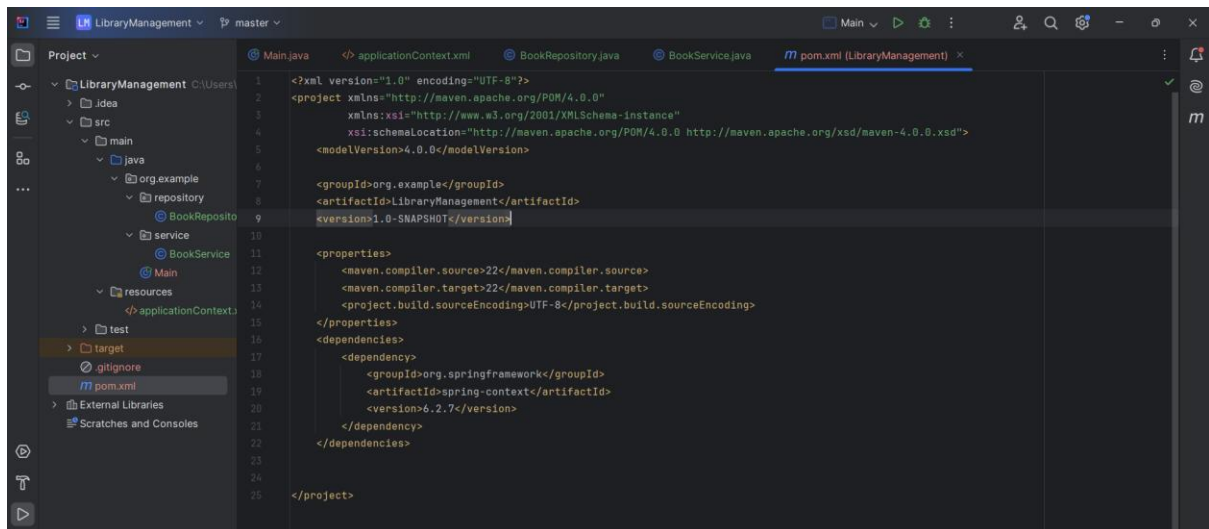 LM LibraryManagement master Main
Project
Main.java applicationContext.xml BookRepository.java BookService.java pom.xml (LibraryManagement)
LibraryManagement C:\Users\
.idea
src
main
java
org.example
repository
BookReposito
service
BookService
Main
resources
applicationContext.x
test
target
.gitignore
pom.xml
External Libraries
Scratches and Consoles
1 <?xml version="1.0" encoding="UTF-8"?>
2 <project xmlns="http://maven.apache.org/POM/4.0.0"
3 xmlns:xsi="http://www.w3.org/2001/XMLSchema-instance"
4 xsi:schemaLocation="http://maven.apache.org/POM/4.0.0 http://maven.apache.org/xsd/maven-4.0.0.xsd">
5 <modelVersion>4.0.0</modelVersion>
6
7 <groupId>org.example</groupId>
8 <artifactId>LibraryManagement</artifactId>
9 <version>1.0-SNAPSHOT</version>
10
11 <properties>
12 <maven.compiler.source>22</maven.compiler.source>
13 <maven.compiler.target>22</maven.compiler.target>
14 <project.build.sourceEncoding>UTF-8</project.build.sourceEncoding>
15 </properties>
16 <dependencies>
17 <dependency>
18 <groupId>org.springframework</groupId>
19 <artifactId>spring-context</artifactId>
20 <version>6.2.7</version>
21 </dependency>
22 </dependencies>
23
24
25 </project>